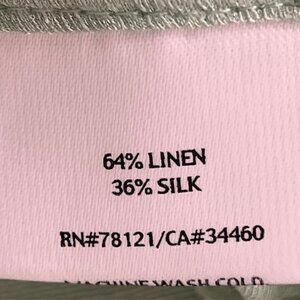 64% LINEN
36% SILK
RN#78121/CA#34460
MACHINE WASH COLD